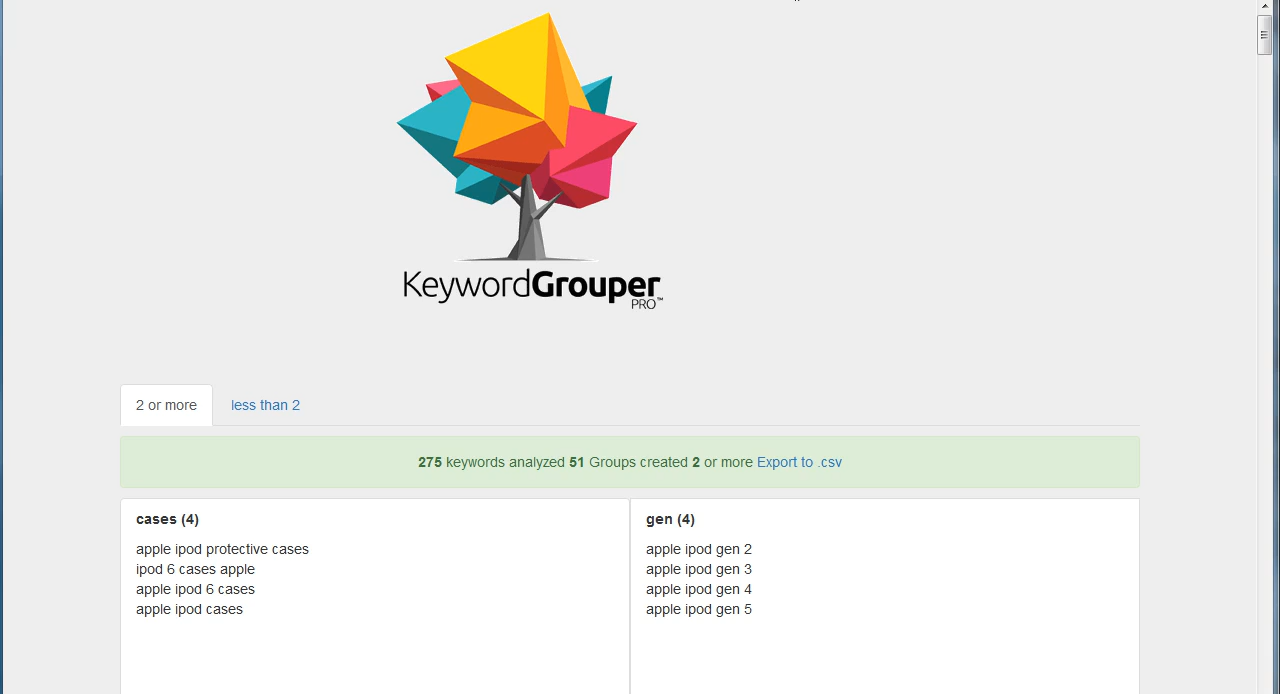 KeywordGrouper
PRO™
2 or more
less than 2
275 keywords analyzed 51 Groups created 2 or more Export to .csv
cases (4)
apple ipod protective cases
ipod 6 cases apple
apple ipod 6 cases
apple ipod cases
gen (4)
apple ipod gen 2
apple ipod gen 3
apple ipod gen 4
apple ipod gen 5